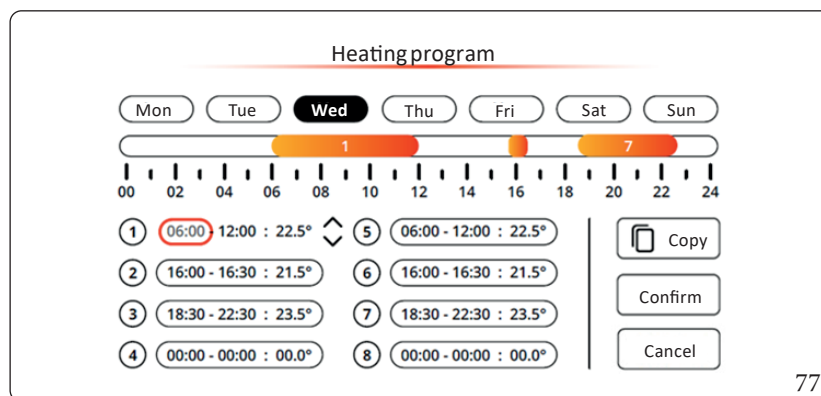 Heating program
Mon Tue Wed Thu Fri Sat Sun
1 7
00 02 04 06 08 10 12 14 16 18 20 22 24
1 06:00 - 12:00 : 22.5° 5 06:00 - 12:00 : 22.5° Copy
2 16:00 - 16:30 : 21.5° 6 16:00 - 16:30 : 21.5°
Confirm
3 18:30 - 22:30 : 23.5° 7 18:30 - 22:30 : 23.5°
4 00:00 - 00:00 : 00.0° 8 00:00 - 00:00 : 00.0° Cancel
77